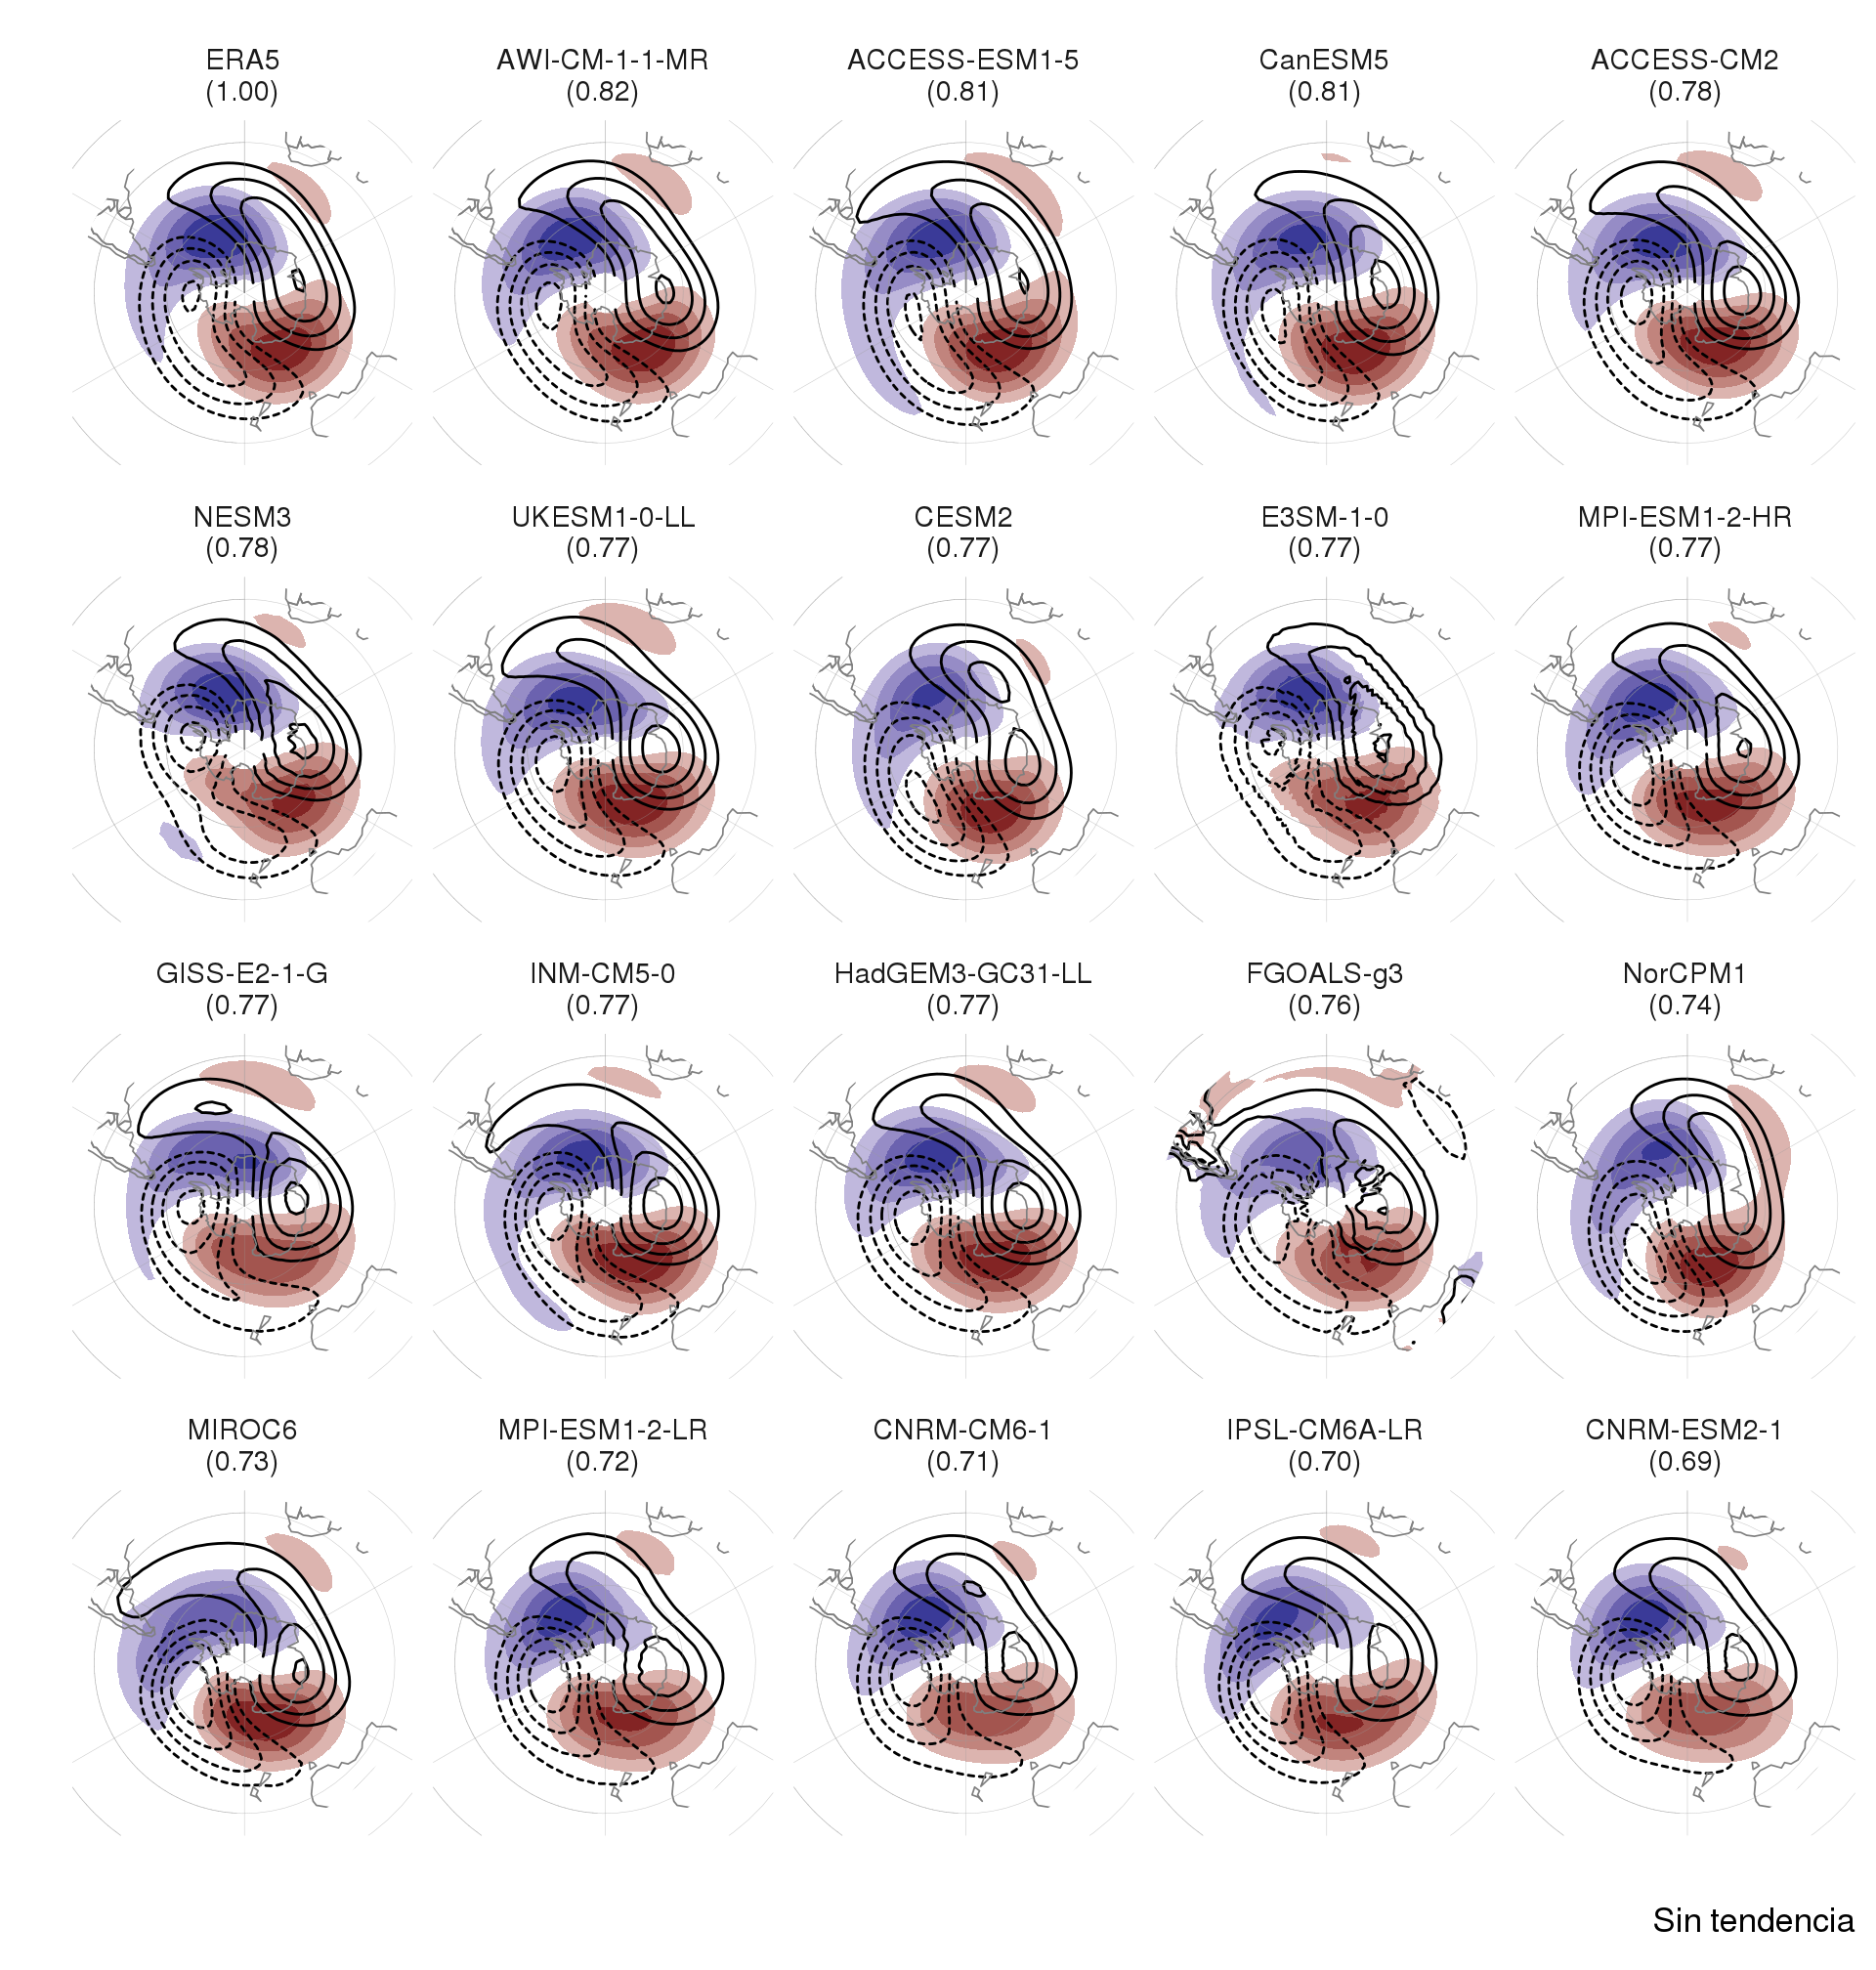 ERA5
(1.00)
AWI-CM-1-1-MR
(0.82)
ACCESS-ESM1-5
(0.81)
CanESM5
(0.81)
ACCESS-CM2
(0.78)
NESM3
(0.78)
UKESM1-0-LL
(0.77)
CESM2
(0.77)
E3SM-1-0
(0.77)
MPI-ESM1-2-HR
(0.77)
GISS-E2-1-G
(0.77)
INM-CM5-0
(0.77)
HadGEM3-GC31-LL
(0.77)
FGOALS-g3
(0.76)
NorCPM1
(0.74)
MIROC6
(0.73)
MPI-ESM1-2-LR
(0.72)
CNRM-CM6-1
(0.71)
IPSL-CM6A-LR
(0.70)
CNRM-ESM2-1
(0.69)
Sin tendencia